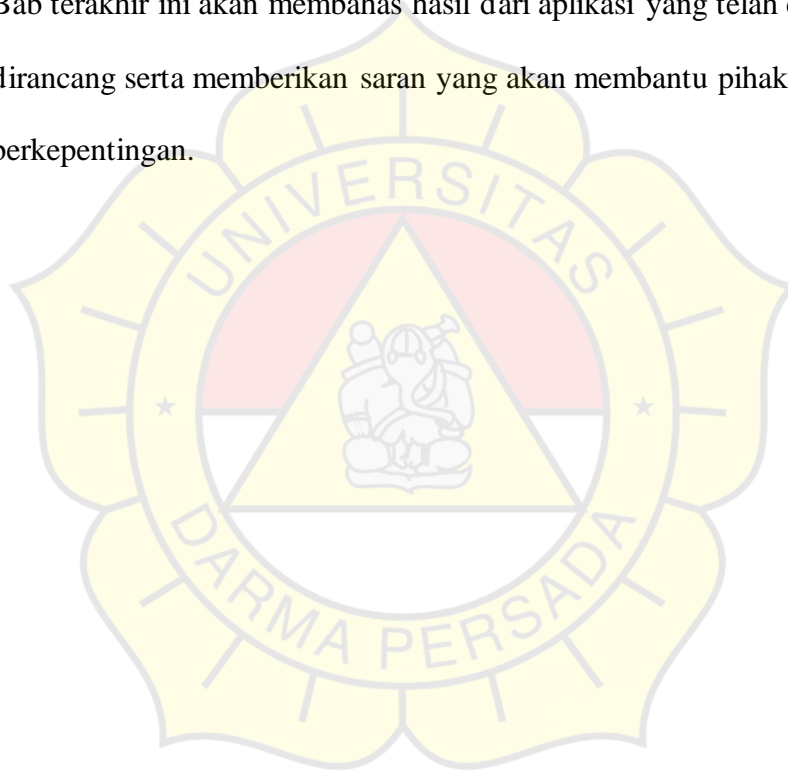 Bab terakhir ini akan membahas hasil dari aplikasi yang telah
dirancang serta memberikan saran yang akan membantu pihak
berkepentingan.
UNIVERSITAS
DARMA PERSADA